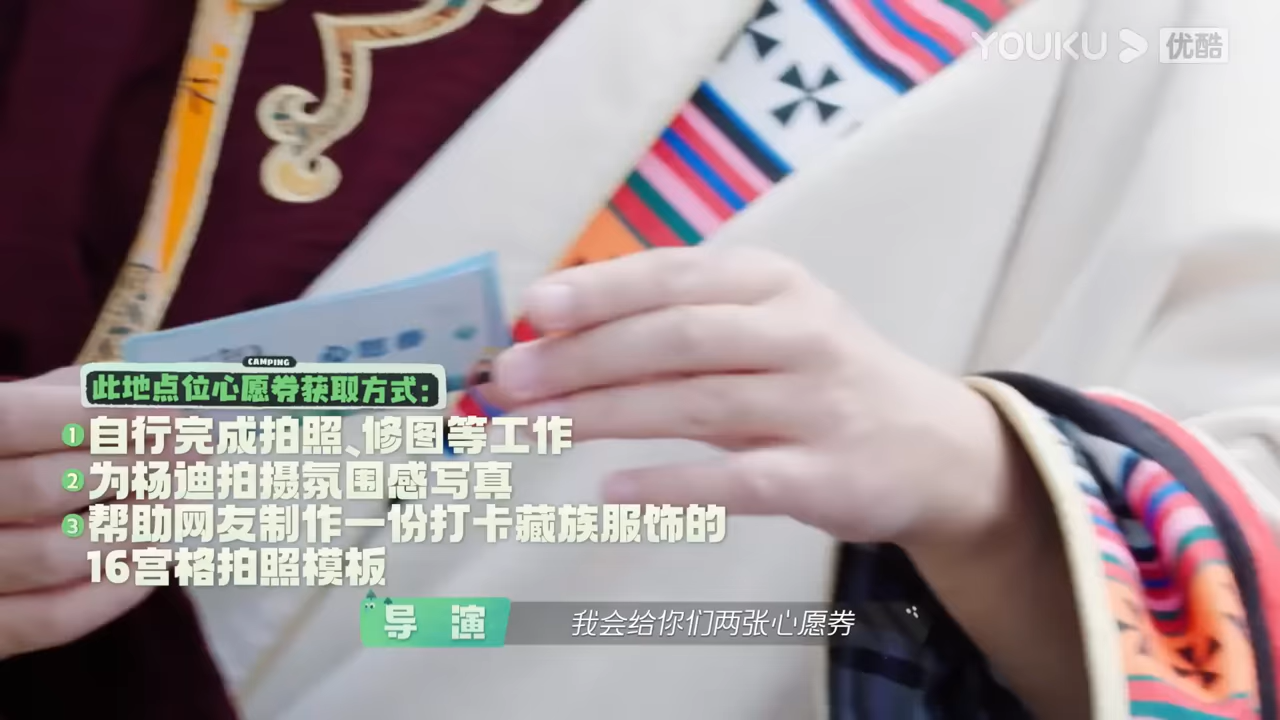 YOUKU 优酷
心愿券
CAMPING
此地点位心愿券获取方式：
1 自行完成拍照、修图等工作
2 为杨迪拍摄氛围感写真
3 帮助网友制作一份打卡藏族服饰的
16宫格拍照模板
导演 我会给你们两张心愿券